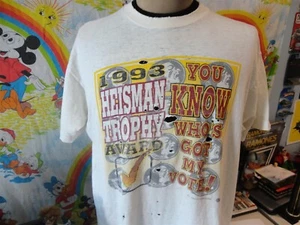 1993
HEISMAN
TROPHY
AWARD
YOU
KNOW
WHO'S
GOT
MY
VOTE!